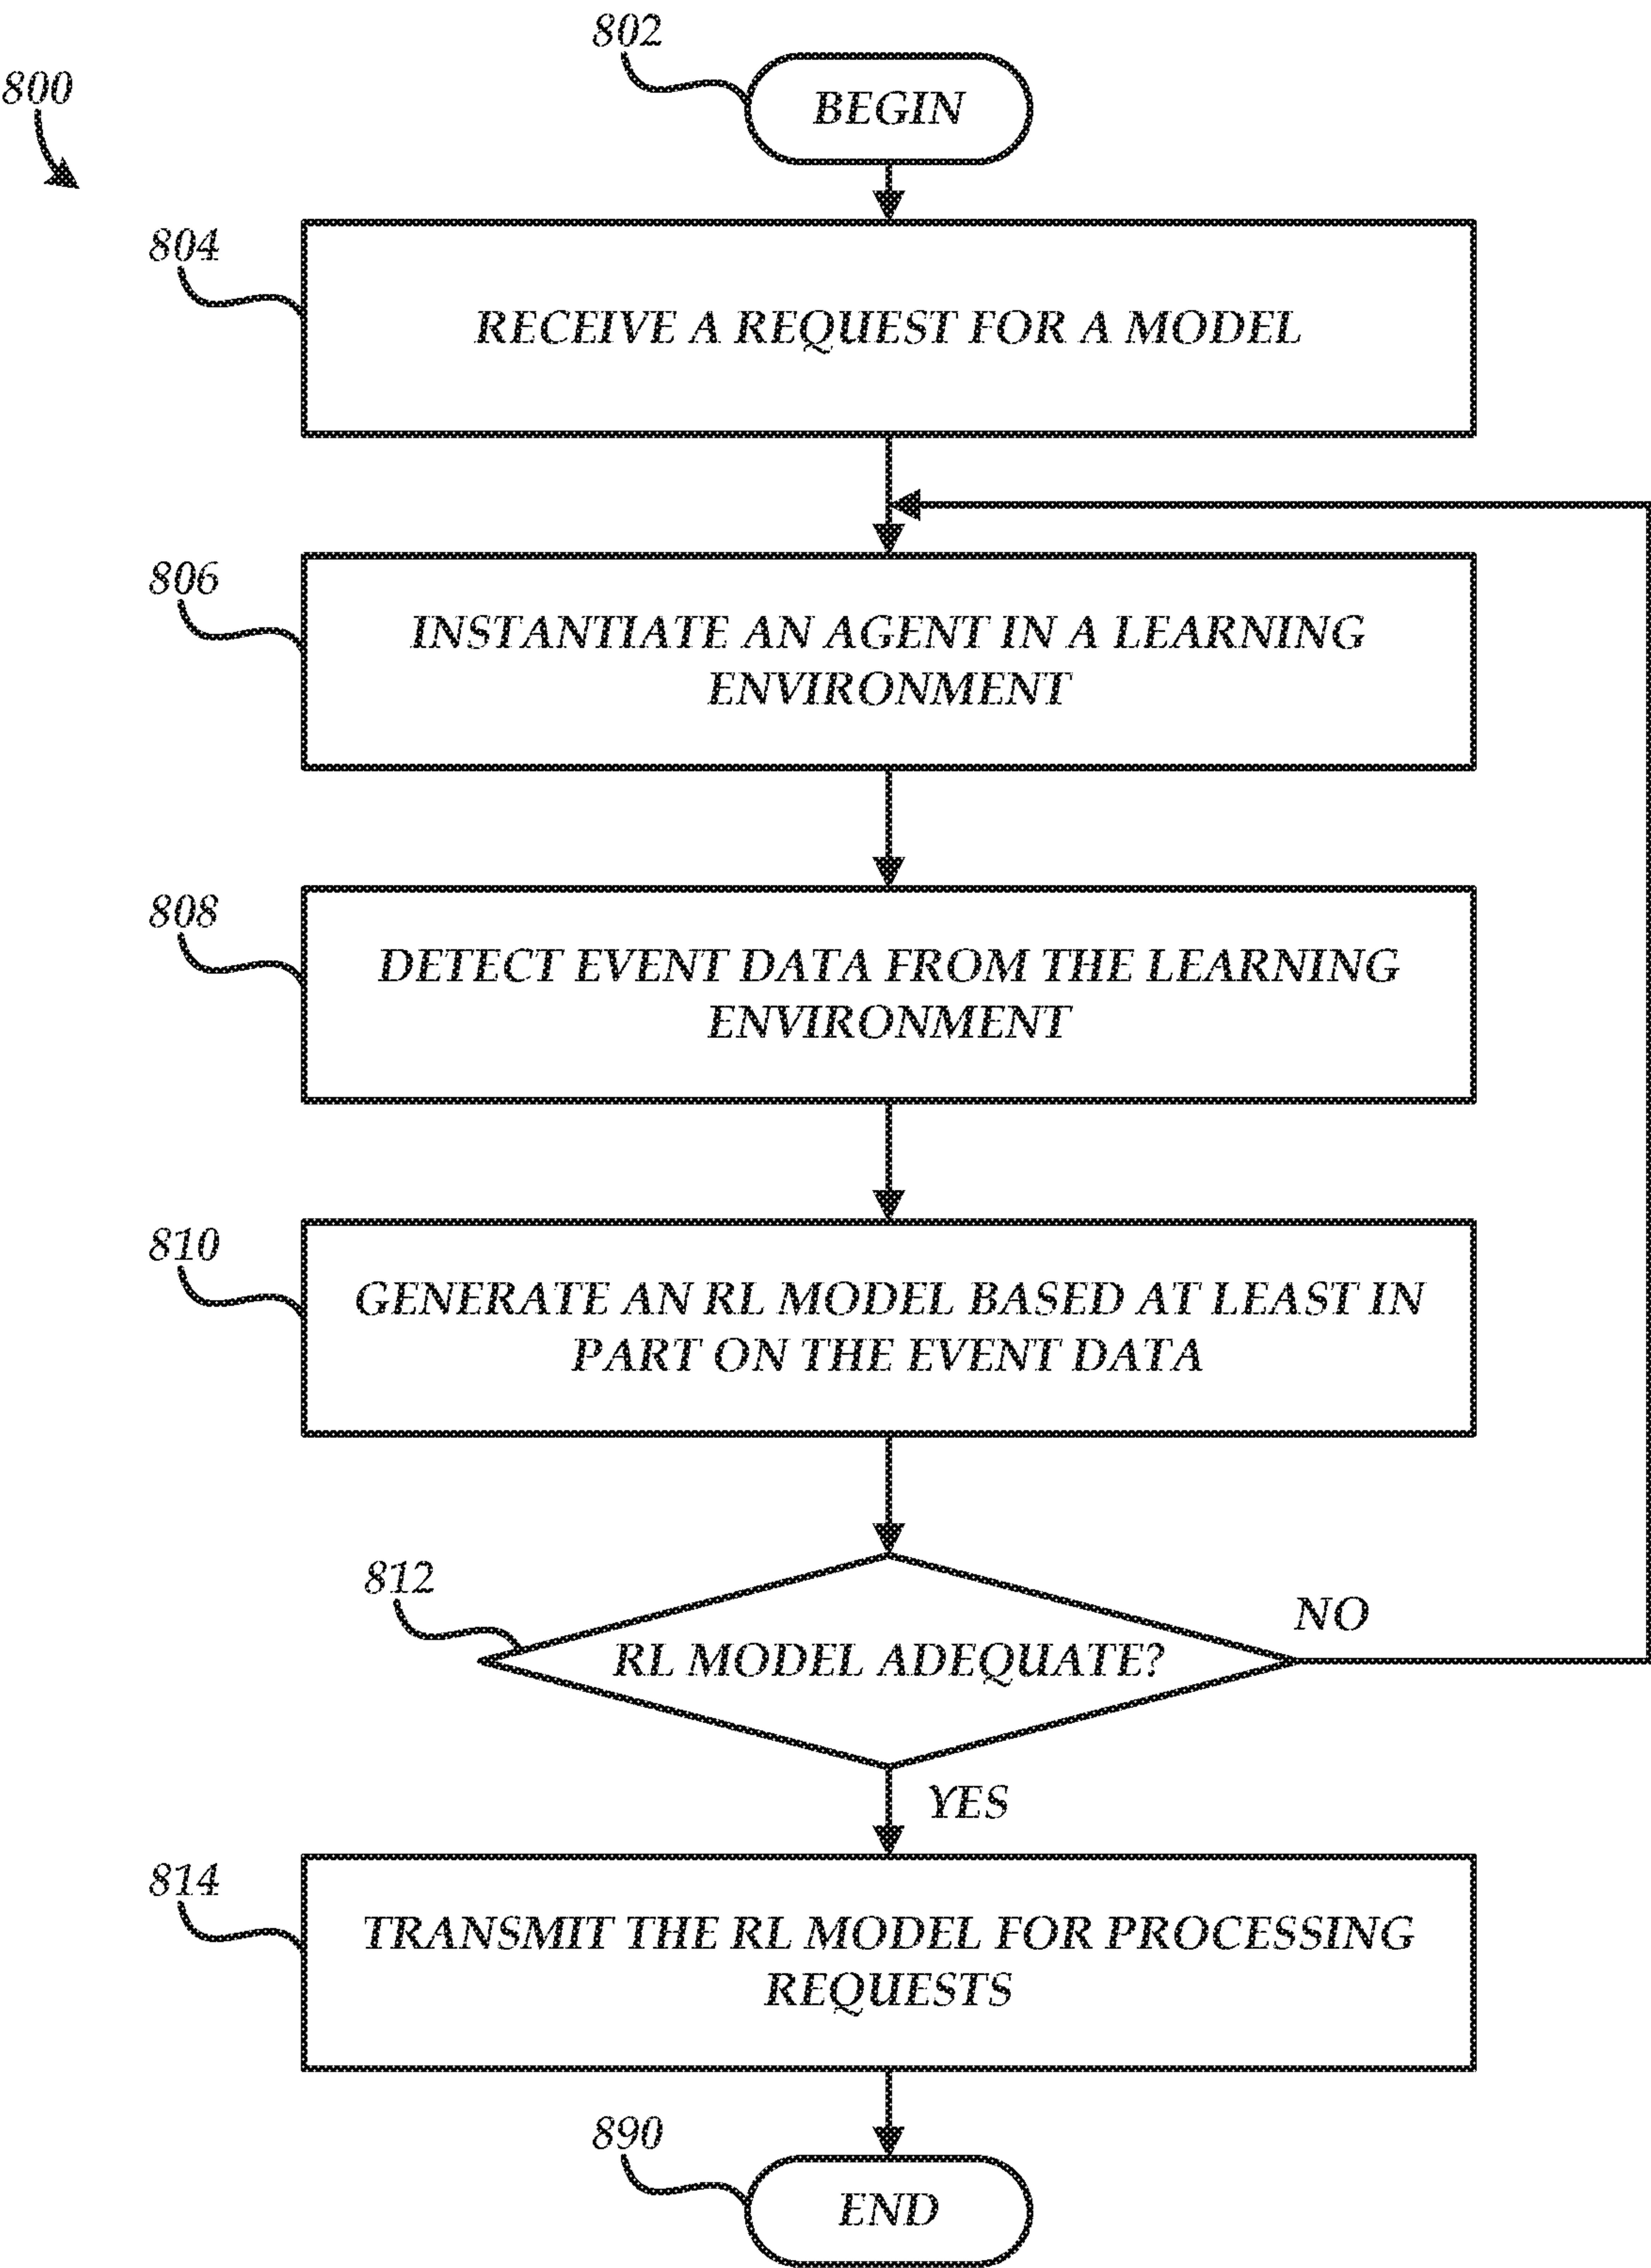 802
BEGIN
800
804
RECEIVE A REQUEST FOR A MODEL
806
INSTANTIATE AN AGENT IN A LEARNING
ENVIRONMENT
808
DETECT EVENT DATA FROM THE LEARNING
ENVIRONMENT
810
GENERATE AN RL MODEL BASED AT LEAST IN
PART ON THE EVENT DATA
812
RL MODEL ADEQUATE?
NO
YES
814
TRANSMIT THE RL MODEL FOR PROCESSING
REQUESTS
890
END